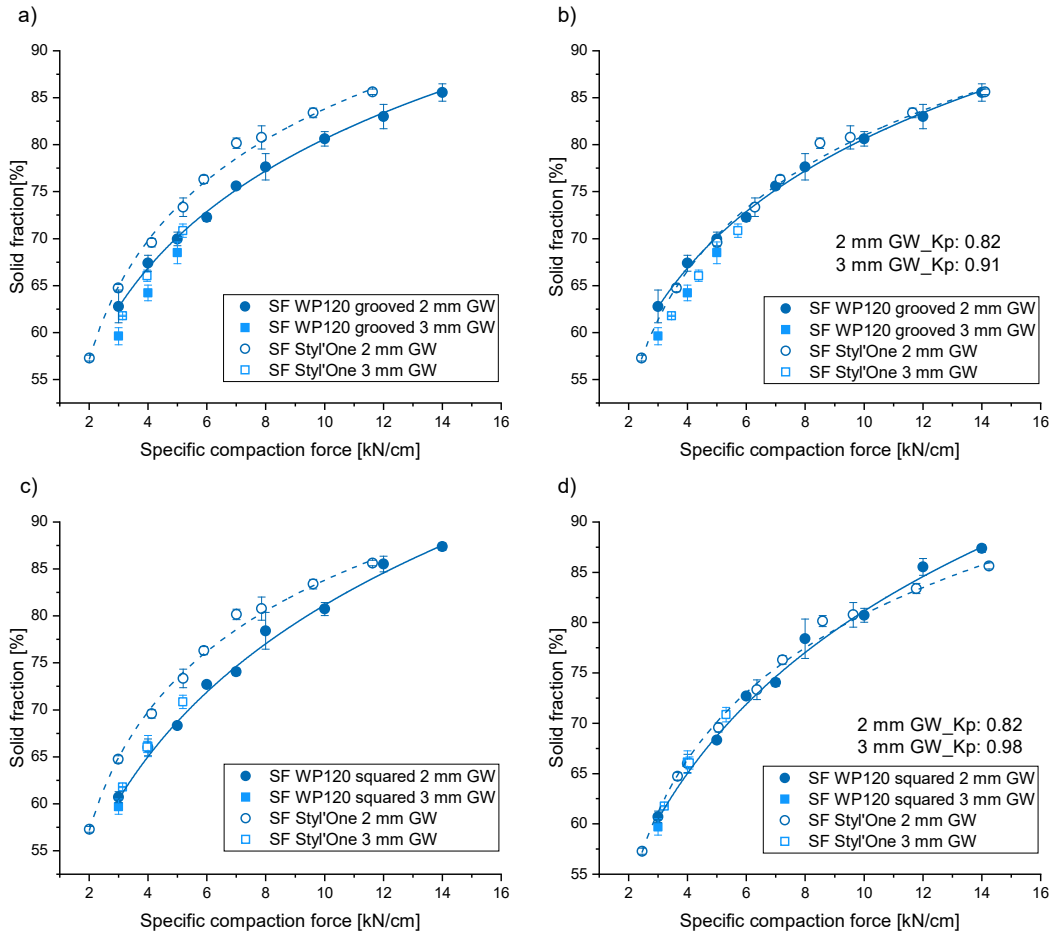 a)
90
85
80
75
70
65
60
55
Solid fraction[%]
SF WP120 grooved 2 mm GW
SF WP120 grooved 3 mm GW
SF Styl'One 2 mm GW
SF Styl'One 3 mm GW
2 4 6 8 10 12 14 16
Specific compaction force [kN/cm]
b)
90
85
80
75
70
65
60
55
Solid fraction [%]
2 mm GW_Kp: 0.82
3 mm GW_Kp: 0.91
SF WP120 grooved 2 mm GW
SF WP120 grooved 3 mm GW
SF Styl'One 2 mm GW
SF Styl'One 3 mm GW
2 4 6 8 10 12 14 16
Specific compaction force [kN/cm]
c)
90
85
80
75
70
65
60
55
Solid fraction [%]
SF WP120 squared 2 mm GW
SF WP120 squared 3 mm GW
SF Styl'One 2 mm GW
SF Styl'One 3 mm GW
2 4 6 8 10 12 14 16
Specific compaction force [kN/cm]
d)
90
85
80
75
70
65
60
55
Solid fraction [%]
2 mm GW_Kp: 0.82
3 mm GW_Kp: 0.98
SF WP120 squared 2 mm GW
SF WP120 squared 3 mm GW
SF Styl'One 2 mm GW
SF Styl'One 3 mm GW
2 4 6 8 10 12 14 16
Specific compaction force [kN/cm]